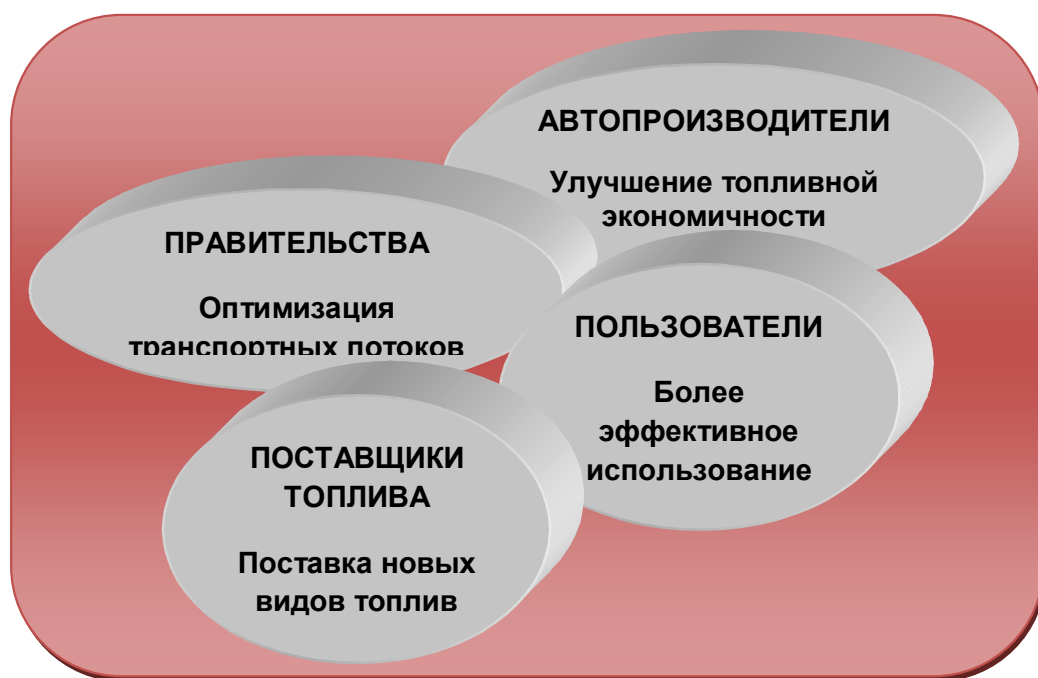 АВТОПРОИЗВОДИТЕЛИ
Улучшение топливной
экономичности
ПРАВИТЕЛЬСТВА
Оптимизация
транспортных потоков
ПОЛЬЗОВАТЕЛИ
Более
эффективное
использование
ПОСТАВЩИКИ
ТОПЛИВА
Поставка новых
видов топлив